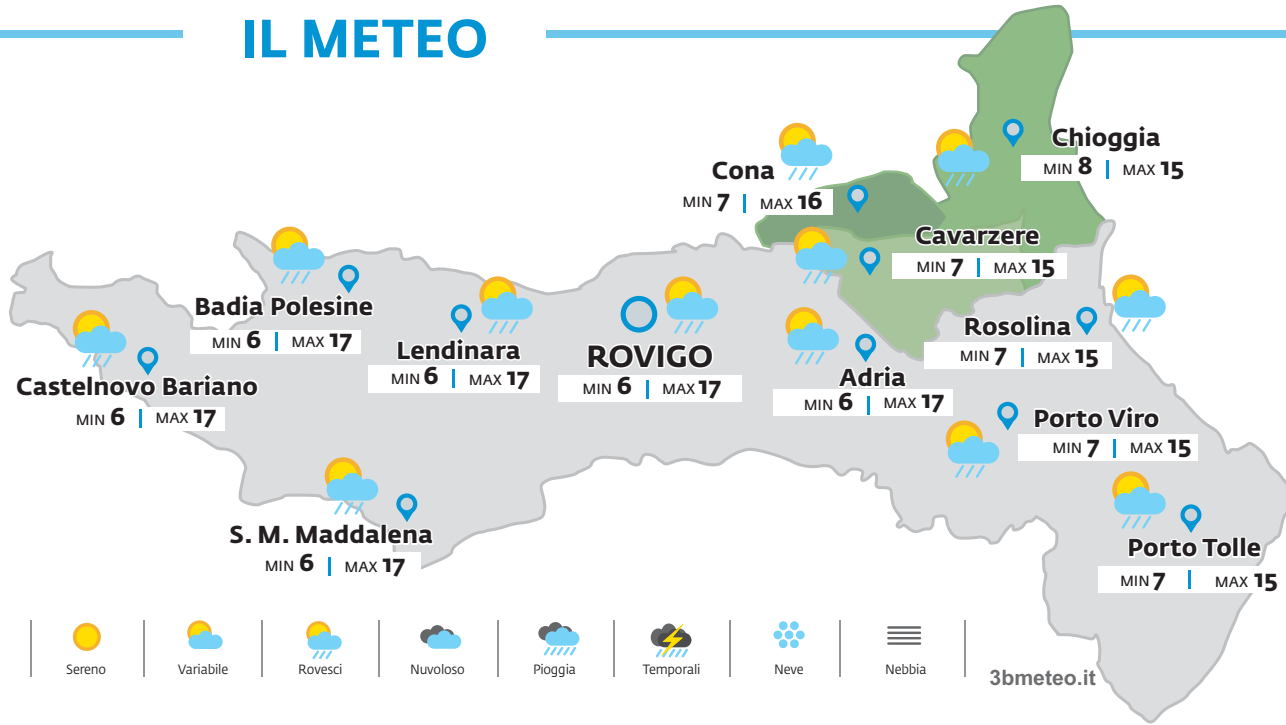 IL METEO
Chioggia
MIN 8 | MAX 15
Cona
MIN 7 | MAX 16
Cavarzere
MIN 7 | MAX 15
Badia Polesine
MIN 6 | MAX 17
Lendinara
MIN 6 | MAX 17
ROVIGO
MIN 6 | MAX 17
Rosolina
MIN 7 | MAX 15
Adria
MIN 6 | MAX 17
Castelnovo Bariano
MIN 6 | MAX 17
Porto Viro
MIN 7 | MAX 15
S. M. Maddalena
MIN 6 | MAX 17
Porto Tolle
MIN 7 | MAX 15
Sereno
Variabile
Rovesci
Nuvoloso
Pioggia
Temporali
Neve
Nebbia
3bmeteo.it